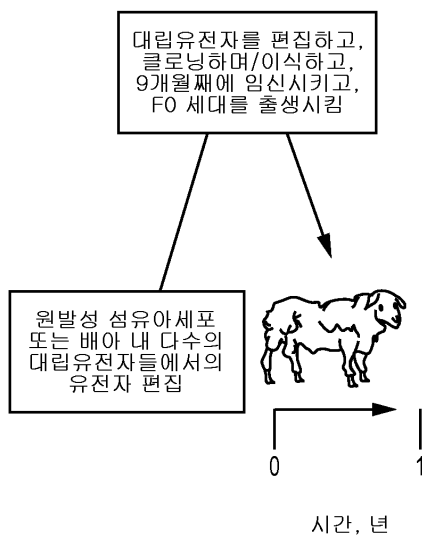 대립유전자를 편집하고,
클로닝하며/이식하고,
9개월째에 임신시키고,
F0 세대를 출생시킴
원발성 섬유아세포
또는 배아 내 다수의
대립유전자들에서의
유전자 편집
0
1
시간, 년